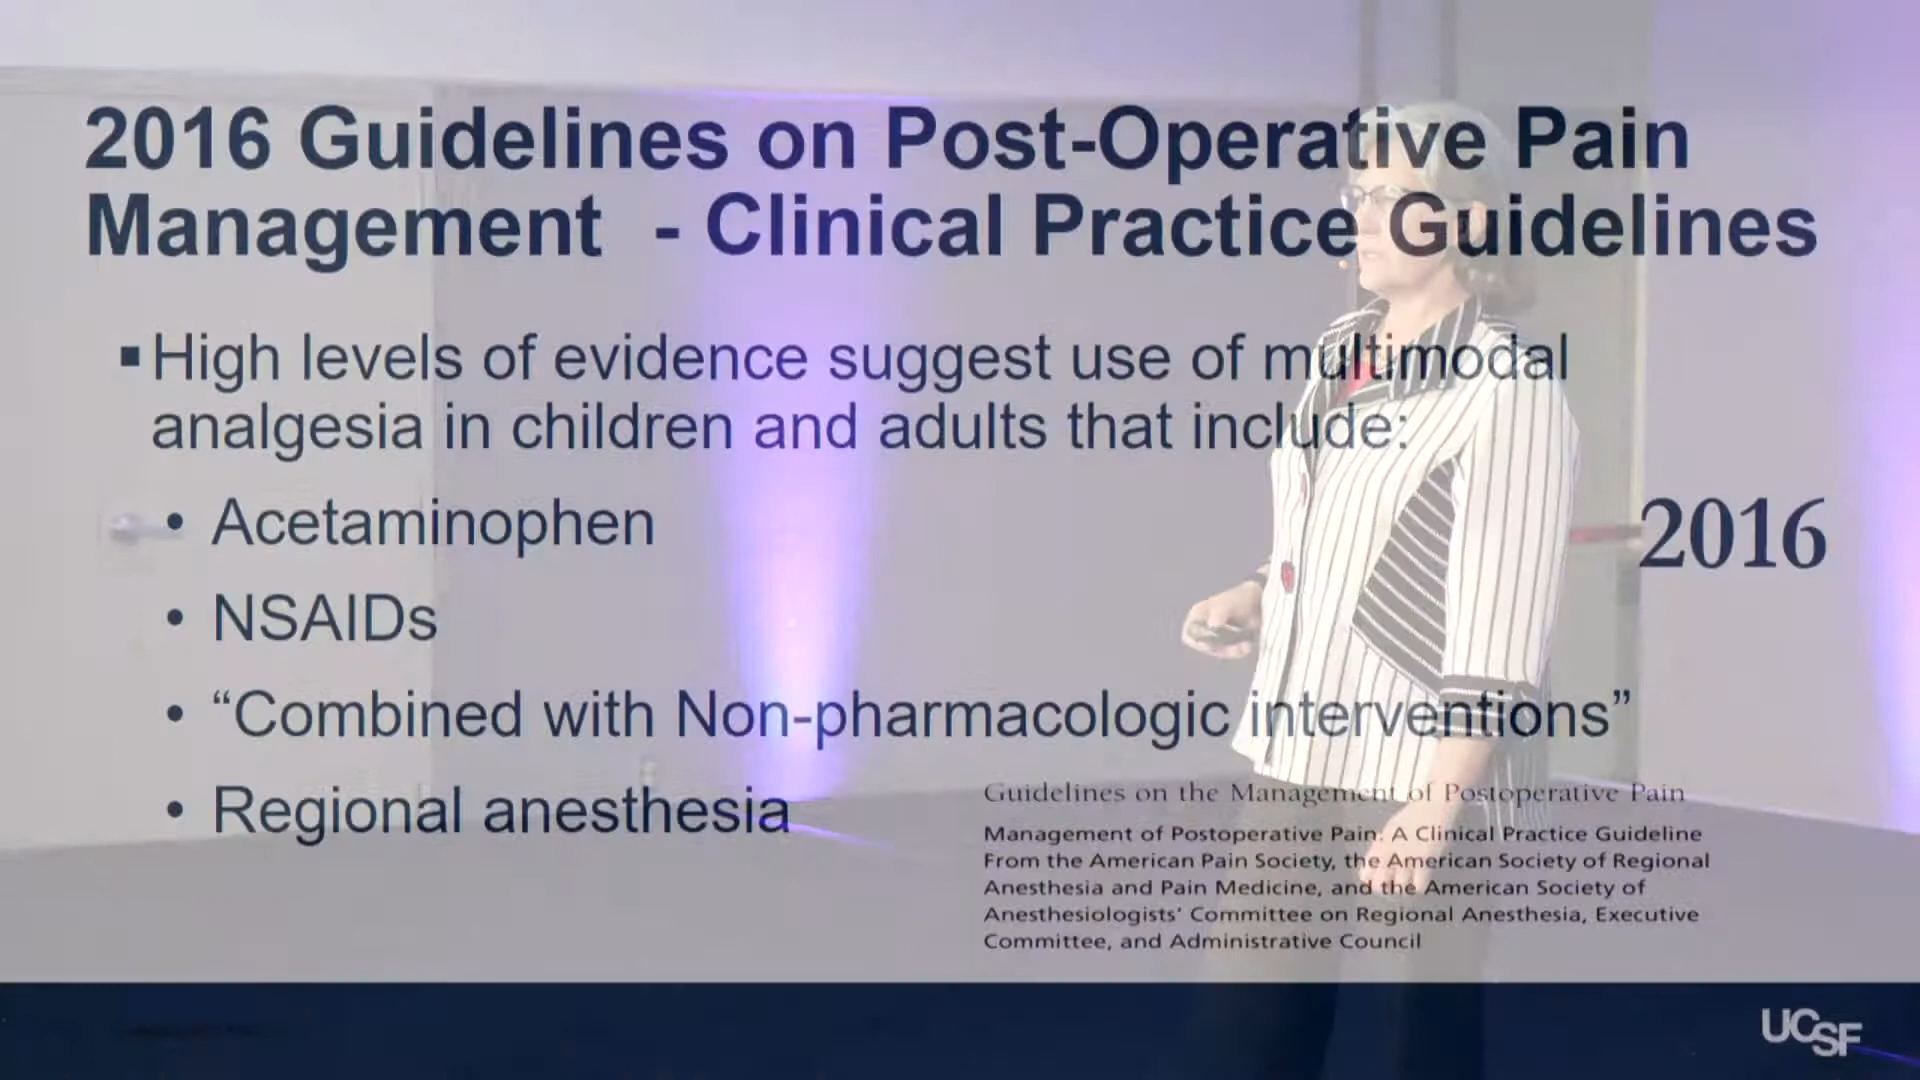 2016 Guidelines on Post-Operative Pain
Management - Clinical Practice Guidelines
▪High levels of evidence suggest use of multimodal
analgesia in children and adults that include:
• Acetaminophen
2016
• NSAIDs
• “Combined with Non-pharmacologic interventions”
• Regional anesthesia
Guidelines on the Management of Postoperative Pain
Management of Postoperative Pain: A Clinical Practice Guideline
From the American Pain Society, the American Society of Regional
Anesthesia and Pain Medicine, and the American Society of
Anesthesiologists' Committee on Regional Anesthesia, Executive
Committee, and Administrative Council
UCSF